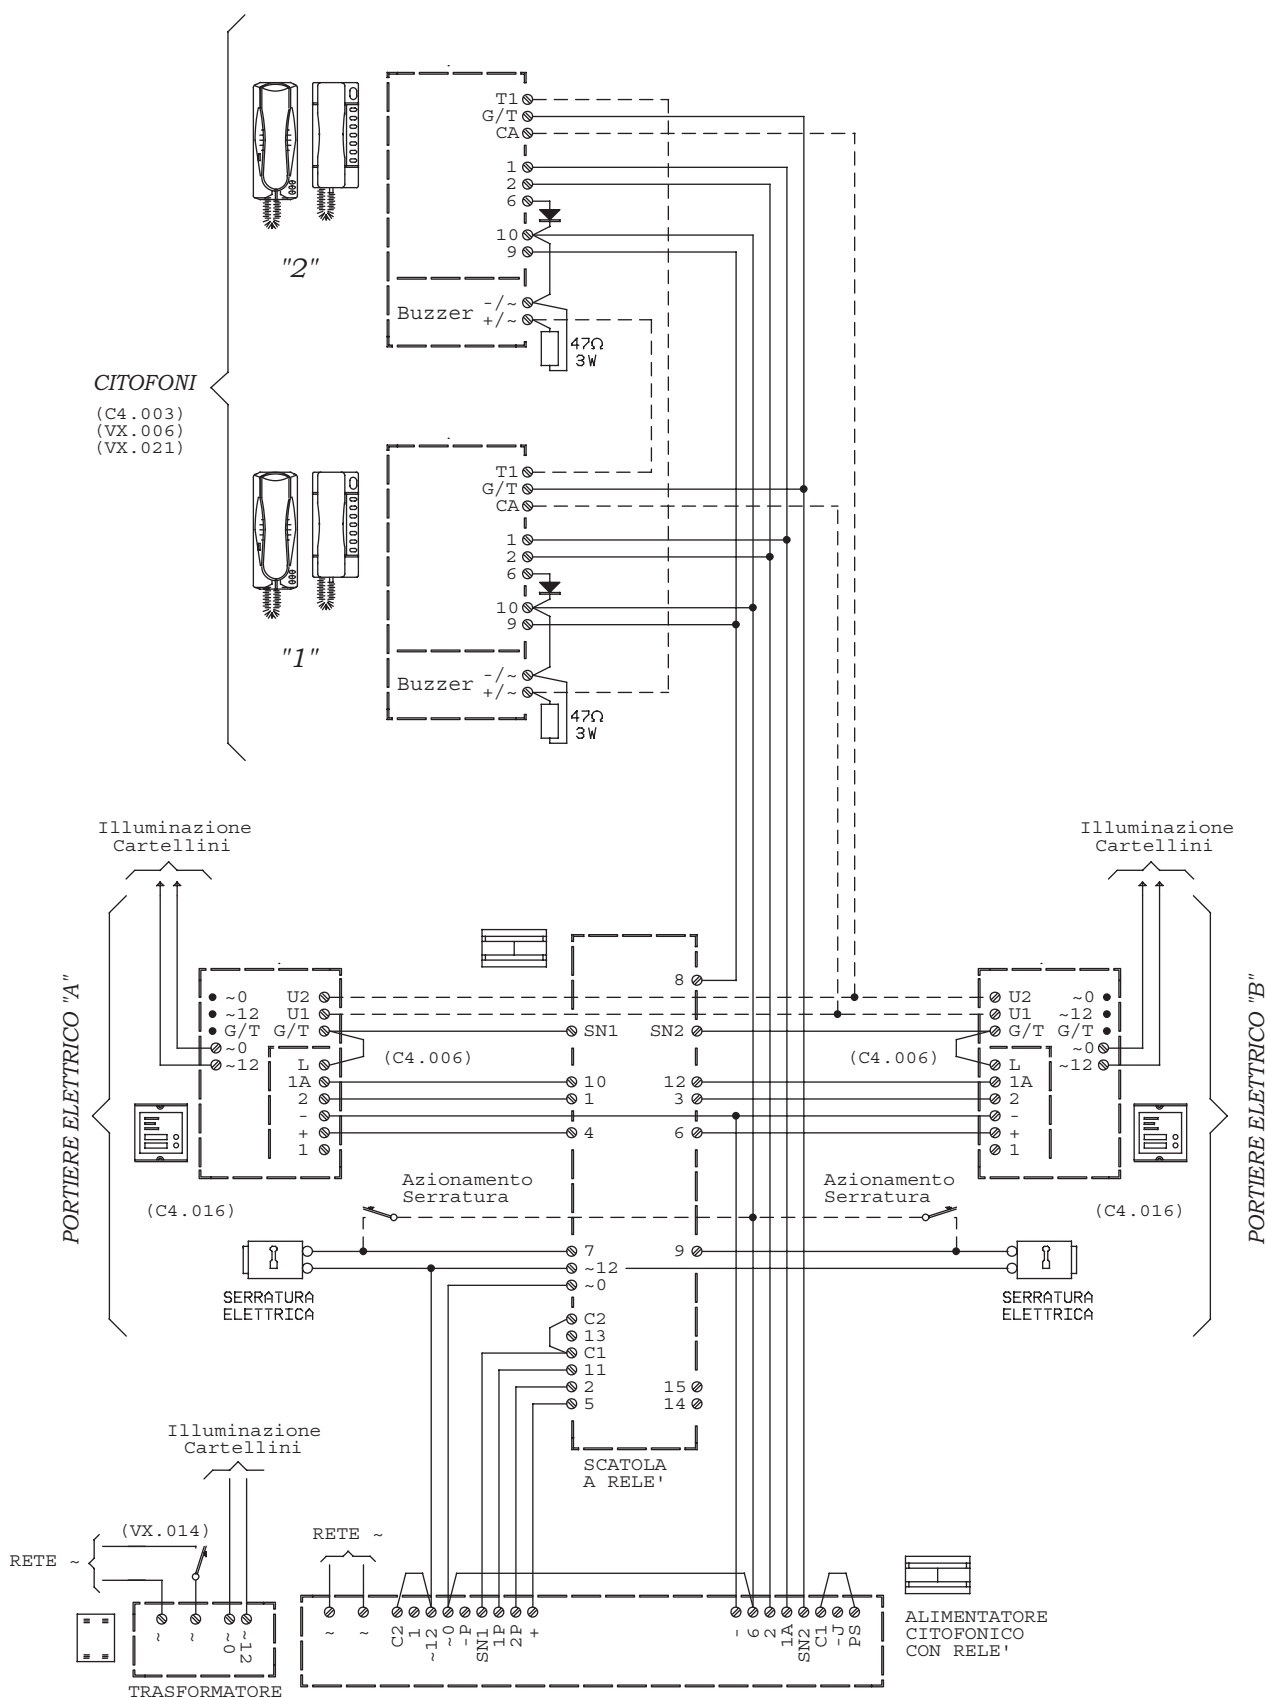 T1
G/T
CA
1
2
6
10
9
"2"
Buzzer -/~
+/~
47Ω
3W
CITOFONI
(C4.003)
(VX.006)
(VX.021)
T1
G/T
CA
1
2
6
10
9
"1"
Buzzer -/~
+/~
47Ω
3W
Illuminazione
Cartellini
Illuminazione
Cartellini
PORTIERE ELETTRICO "A"
~0 U2
~12 U1
G/T G/T
~0
~12 L
1A
2
-
+
1
(C4.006)
(C4.016)
8
SN1 SN2
10 12
1 3
4 6
7 9
~12
~0
C2
13
C1
11
2 15
5 14
SCATOLA
A RELE'
(C4.006)
U2 ~0
U1 ~12
G/T G/T
~0
L ~12
1A
2
-
+
1
(C4.016)
PORTIERE ELETTRICO "B"
Azionamento
Serratura
Azionamento
Serratura
SERRATURA
ELETTRICA
SERRATURA
ELETTRICA
Illuminazione
Cartellini
(VX.014)
RETE ~
RETE ~
~ ~ ~0 ~12
TRASFORMATORE
~ ~ C2 1 ~12 ~0 -P SN1 1P 2P + - 6 2 1A SN2 C1 -J PS
ALIMENTATORE
CITOFONICO
CON RELE'